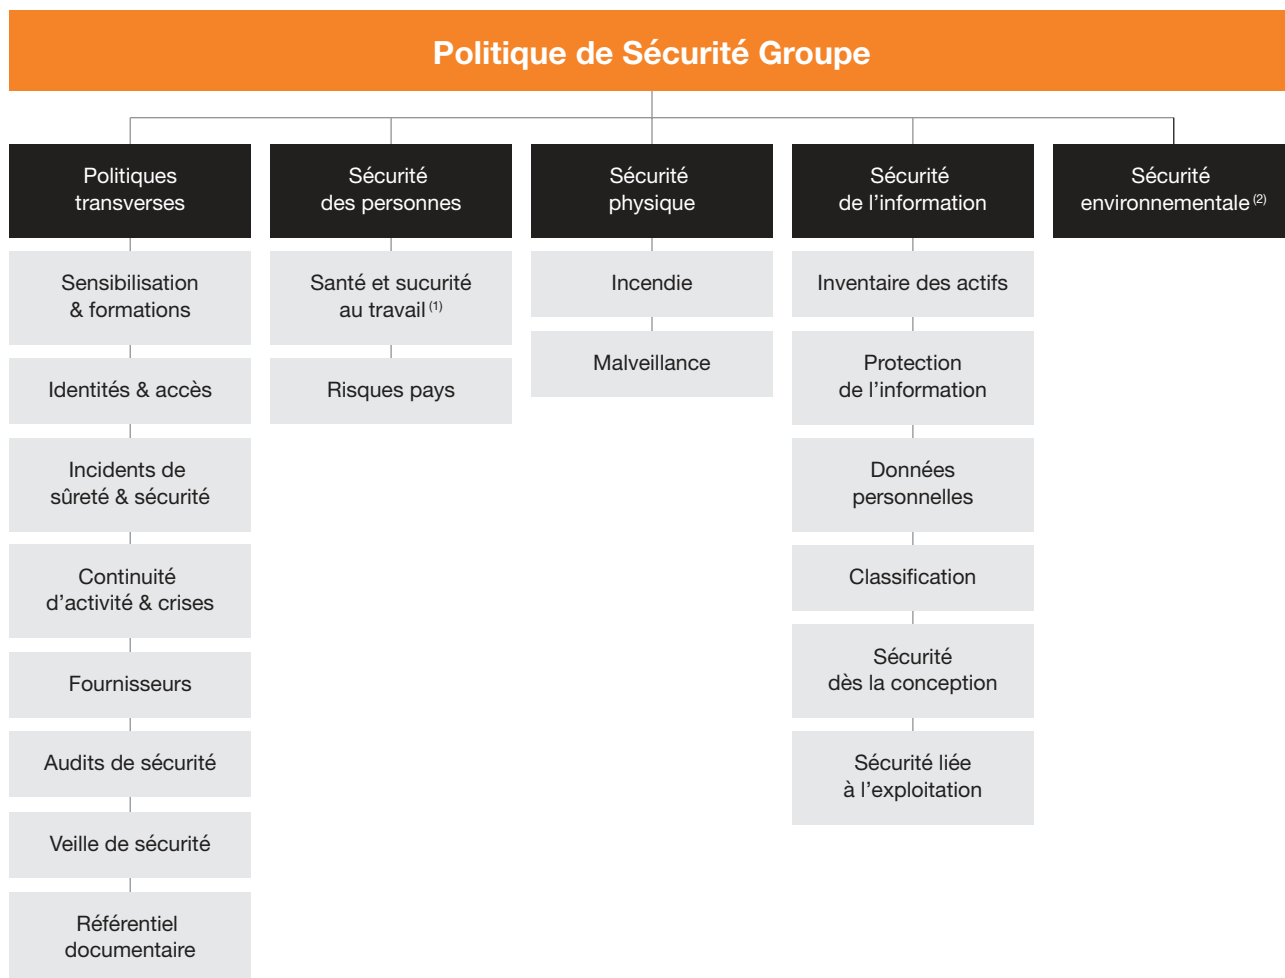 Politique de Sécurité Groupe
Politiques
transverses
Sensibilisation
& formations
Identités & accès
Incidents de
sûreté & sécurité
Continuité
d'activité & crises
Fournisseurs
Audits de sécurité
Veille de sécurité
Référentiel
documentaire
Sécurité
des personnes
Santé et sucurité
au travail (1)
Risques pays
Sécurité
physique
Incendie
Malveillance
Sécurité
de l'information
Inventaire des actifs
Protection
de l'information
Données
personnelles
Classification
Sécurité
dès la conception
Sécurité liée
à l'exploitation
Sécurité
environnementale (2)